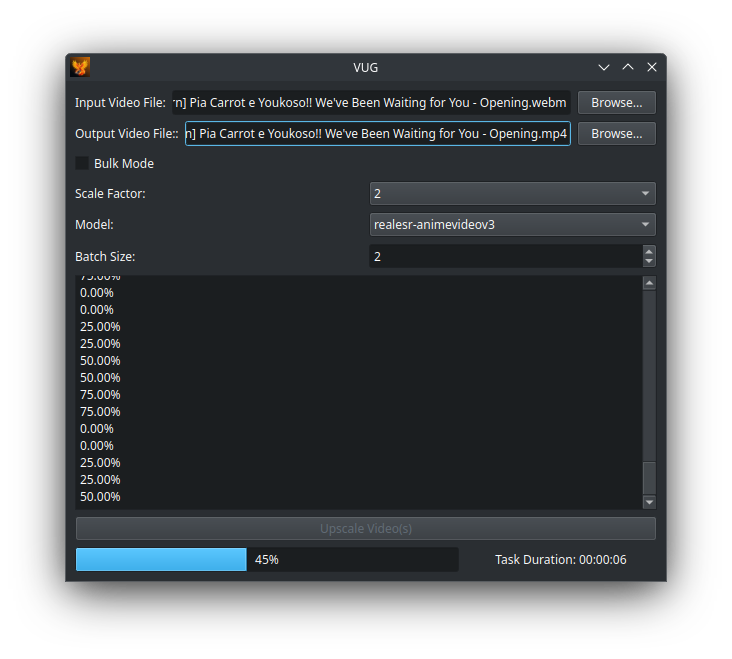 VUG
Input Video File: n] Pia Carrot e Youkoso!! We've Been Waiting for You - Opening.webm Browse...
Output Video File:: n] Pia Carrot e Youkoso!! We've Been Waiting for You - Opening.mp4 Browse...
Bulk Mode
Scale Factor: 2
Model: realesr-animevideov3
Batch Size: 2
75.00%
0.00%
0.00%
25.00%
25.00%
50.00%
50.00%
75.00%
75.00%
0.00%
0.00%
25.00%
25.00%
50.00%
Upscale Video(s)
45% Task Duration: 00:00:06